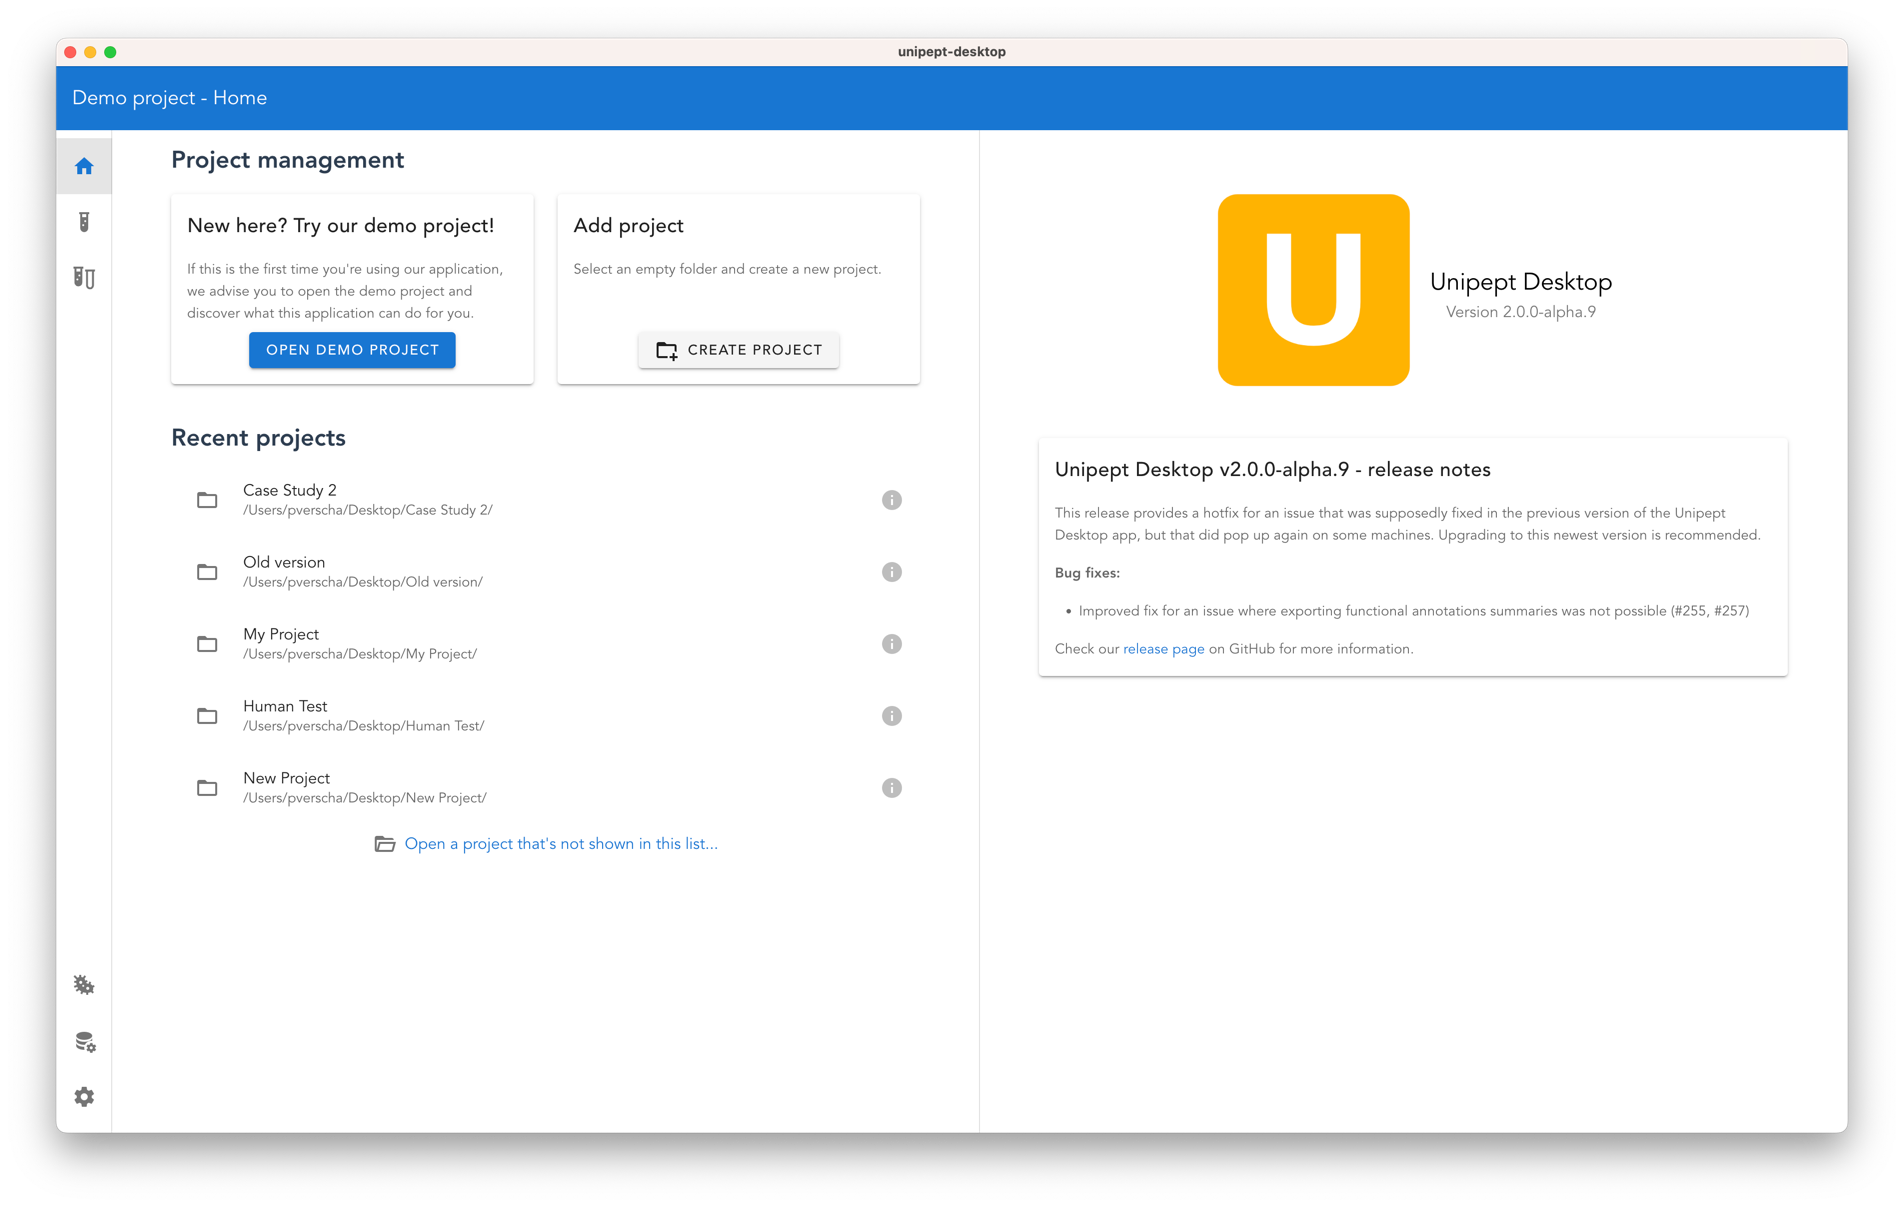 unipept-desktop
Demo project - Home
Project management
New here? Try our demo project!
If this is the first time you're using our application,
we advise you to open the demo project and
discover what this application can do for you.
OPEN DEMO PROJECT
Add project
Select an empty folder and create a new project.
CREATE PROJECT
Recent projects
Case Study 2
/Users/pverscha/Desktop/Case Study 2/
Old version
/Users/pverscha/Desktop/Old version/
My Project
/Users/pverscha/Desktop/My Project/
Human Test
/Users/pverscha/Desktop/Human Test/
New Project
/Users/pverscha/Desktop/New Project/
Open a project that's not shown in this list...
U
Unipept Desktop
Version 2.0.0-alpha.9
Unipept Desktop v2.0.0-alpha.9 - release notes
This release provides a hotfix for an issue that was supposedly fixed in the previous version of the Unipept
Desktop app, but that did pop up again on some machines. Upgrading to this newest version is recommended.
Bug fixes:
• Improved fix for an issue where exporting functional annotations summaries was not possible (#255, #257)
Check our release page on GitHub for more information.